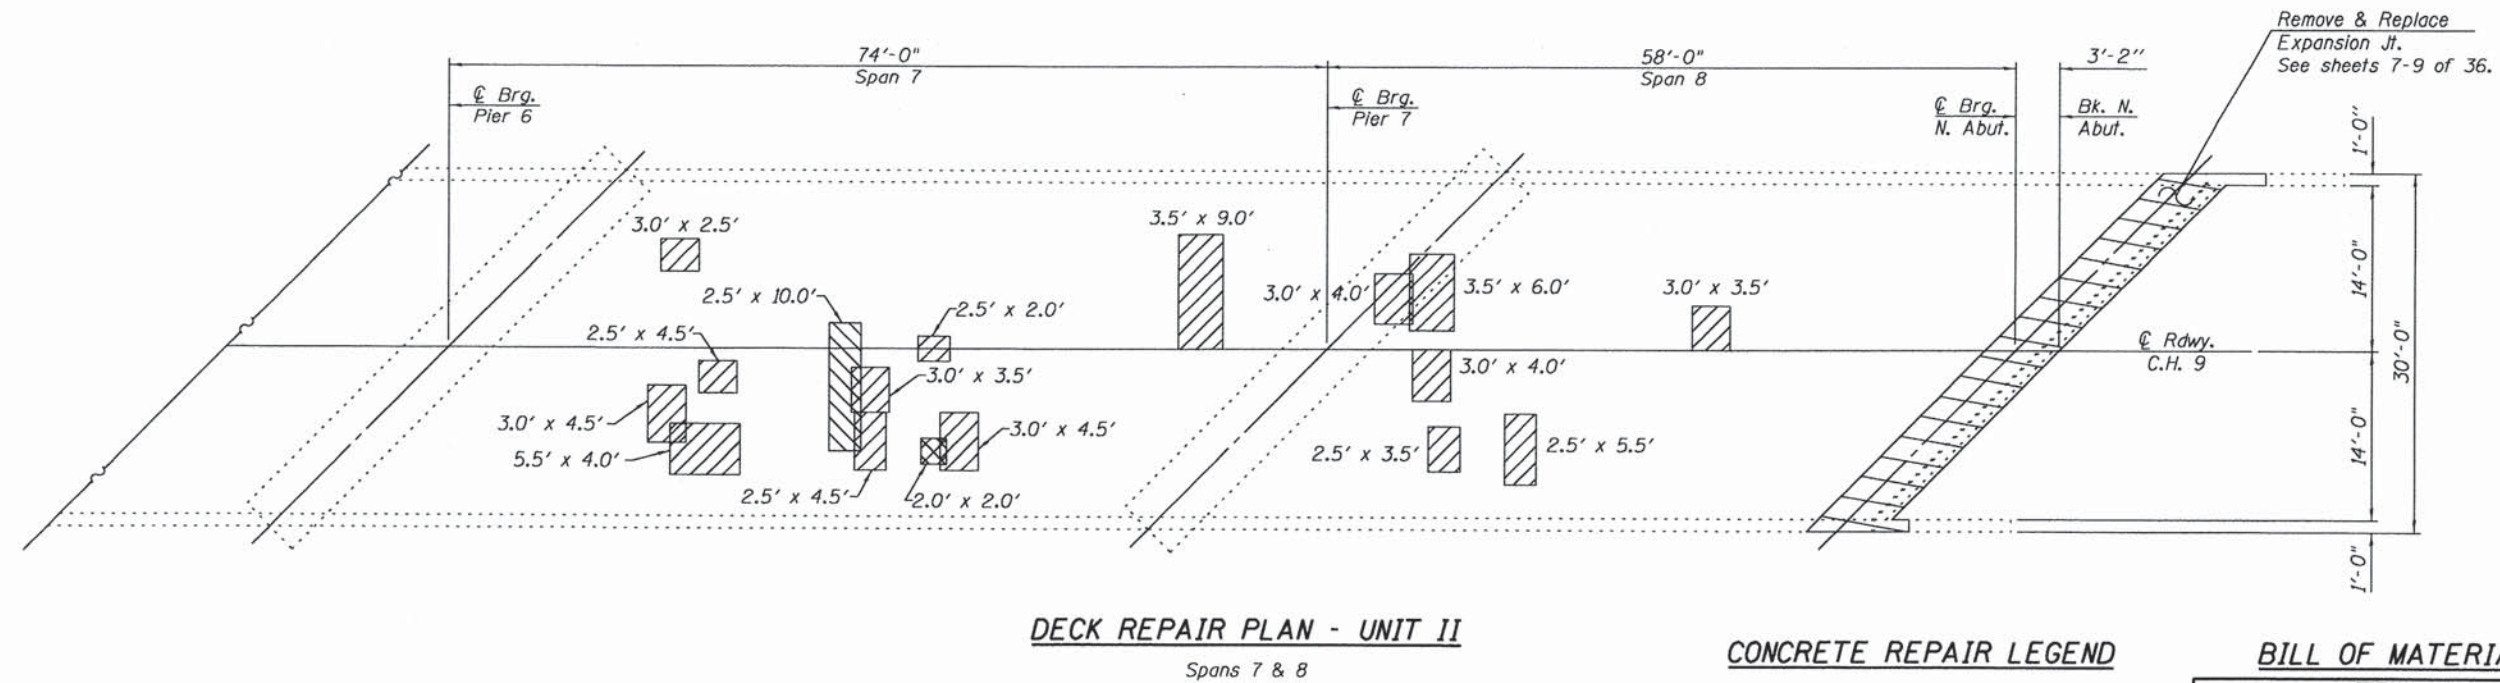 Remove & Replace
Expansion Jt.
See sheets 7-9 of 36.
74'-0"
Span 7
58'-0"
Span 8
3'-2"
℄ Brg.
Pier 6
℄ Brg.
Pier 7
℄ Brg.
N. Abut.
Bk. N.
Abut.
1'-0"
14'-0"
30'-0"
14'-0"
1'-0"
3.0' x 2.5'
3.5' x 9.0'
2.5' x 10.0'
2.5' x 2.0'
3.0' x 4.0'
3.5' x 6.0'
3.0' x 3.5'
2.5' x 4.5'
3.0' x 3.5'
3.0' x 4.0'
℄ Rdwy.
C.H. 9
3.0' x 4.5'
5.5' x 4.0'
3.0' x 4.5'
2.5' x 3.5'
2.5' x 5.5'
2.5' x 4.5'
2.0' x 2.0'
DECK REPAIR PLAN - UNIT II
Spans 7 & 8
CONCRETE REPAIR LEGEND
BILL OF MATERIA